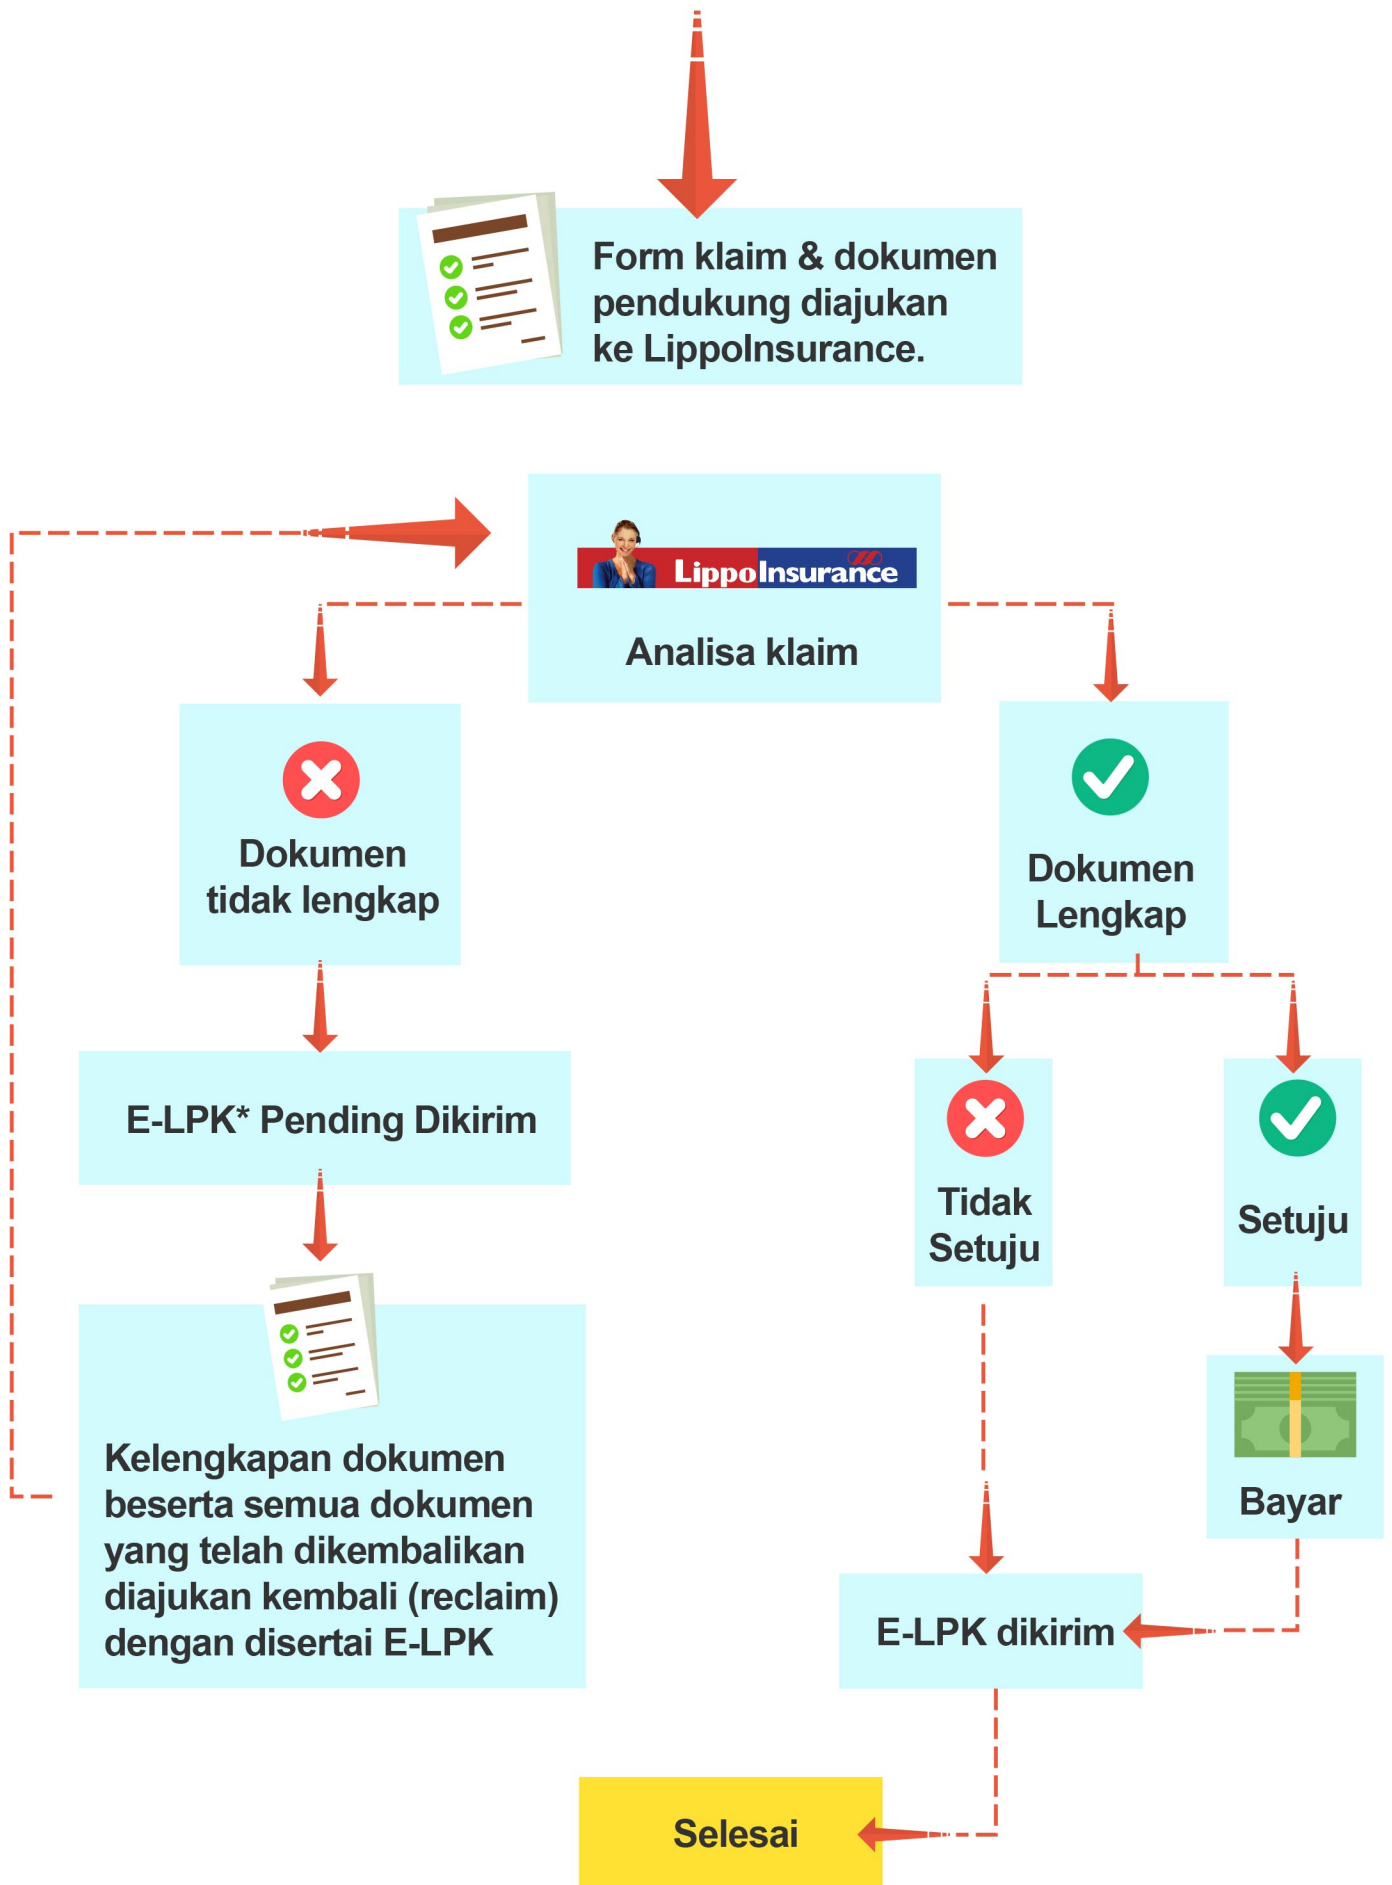 Form klaim & dokumen
pendukung diajukan
ke LippoInsurance.
LippoInsurance
Analisa klaim
Dokumen
tidak lengkap
Dokumen
Lengkap
E-LPK* Pending Dikirim
Tidak
Setuju
Setuju
Kelengkapan dokumen
beserta semua dokumen
yang telah dikembalikan
diajukan kembali (reclaim)
dengan disertai E-LPK
Bayar
E-LPK dikirim
Selesai